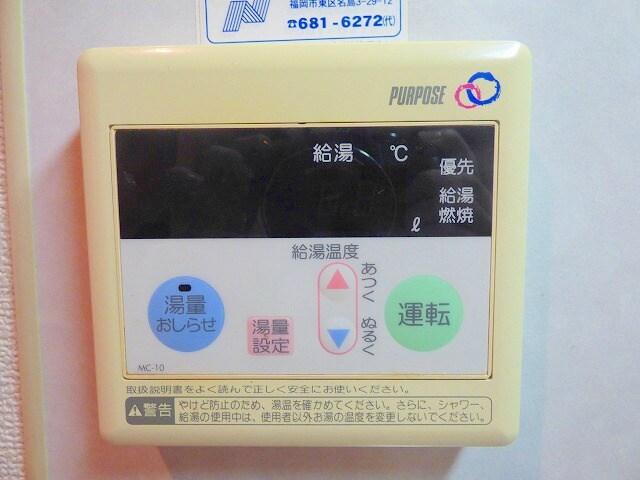 福岡市東区名島3-29-12
☎681-6272㈹
PURPOSE
給湯 ℃
優先
給湯
燃焼
ℓ
給湯温度
あつく
湯量
おしらせ
湯量
設定
ぬるく
運転
MC-10
取扱説明書をよく読んで正しく安全にお使いください。
⚠警告
やけど防止のため、湯温を確かめてください。さらに、シャワー、
給湯の使用中は、使用者以外お湯の温度を変更しないでください。